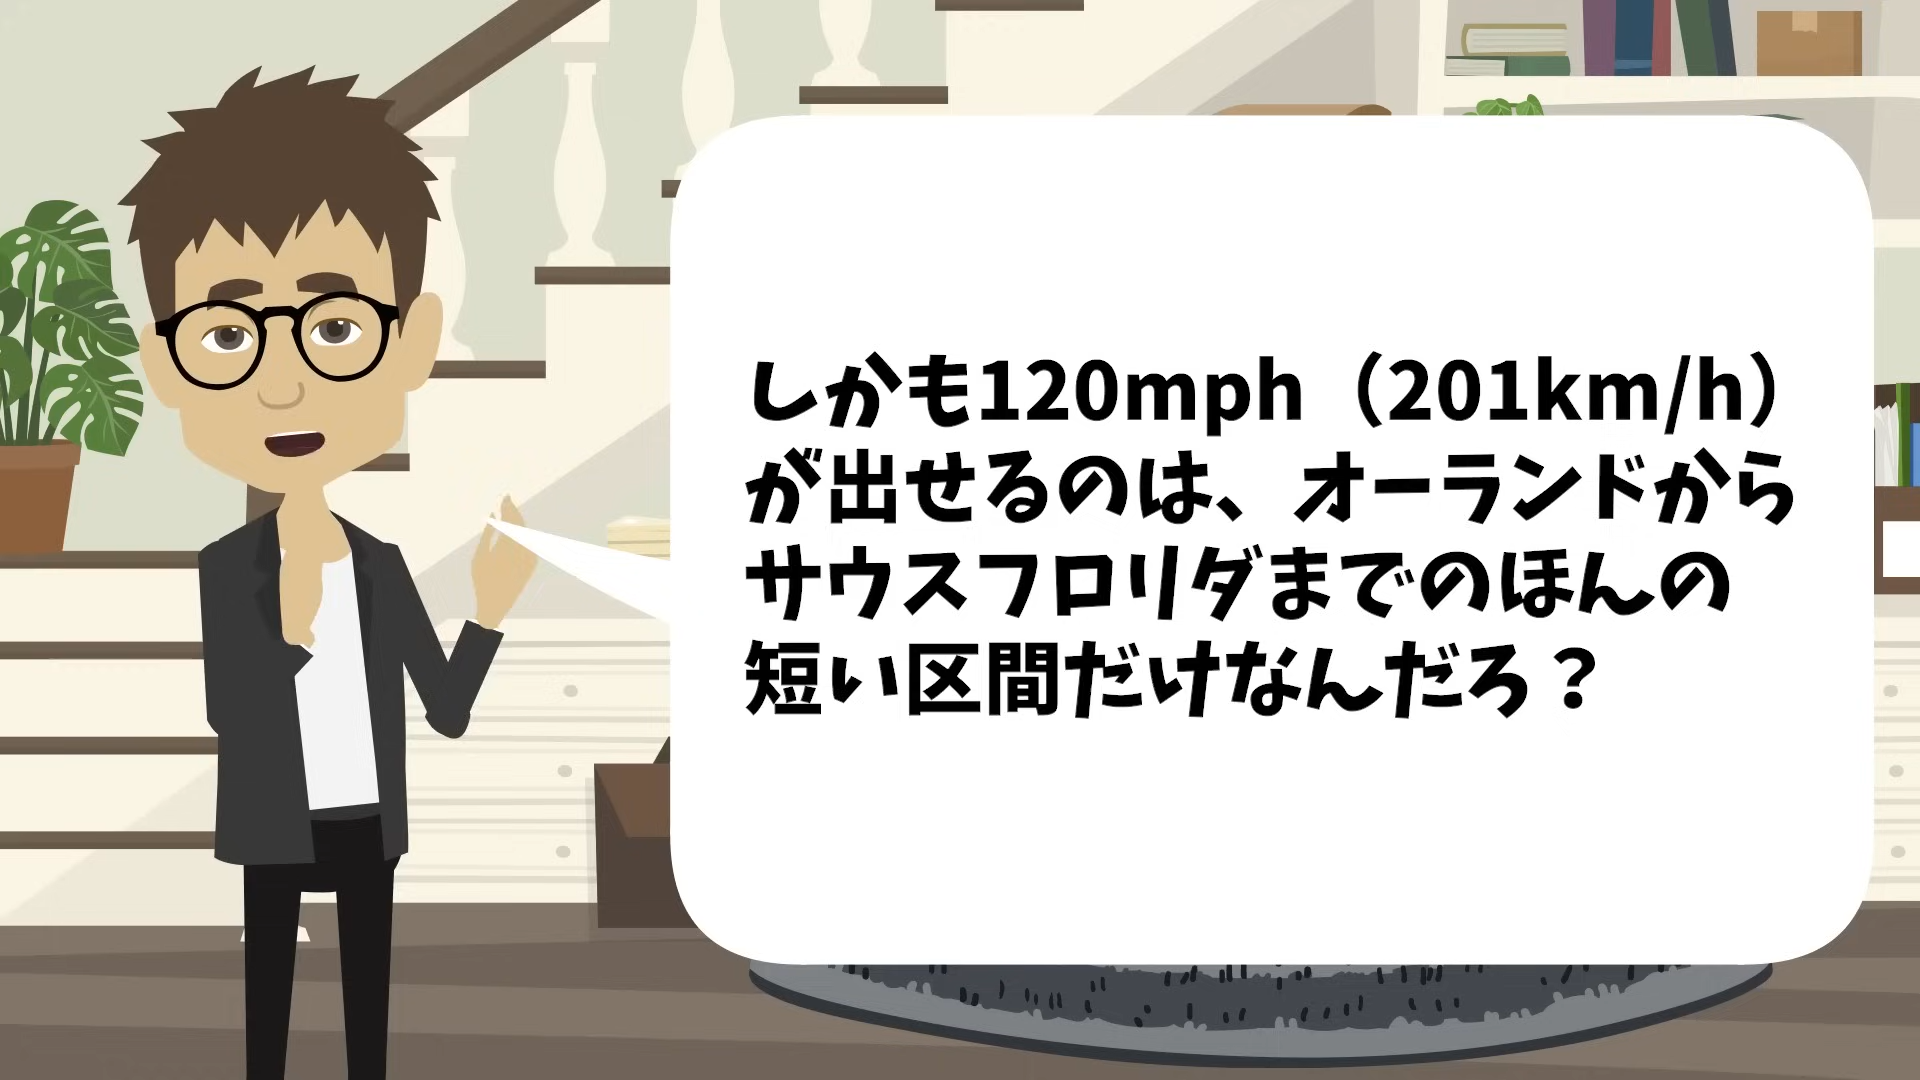 しかも120mph（201km/h）
が出せるのは、オーランドから
サウスフロリダまでのほんの
短い区間だけなんだろ？